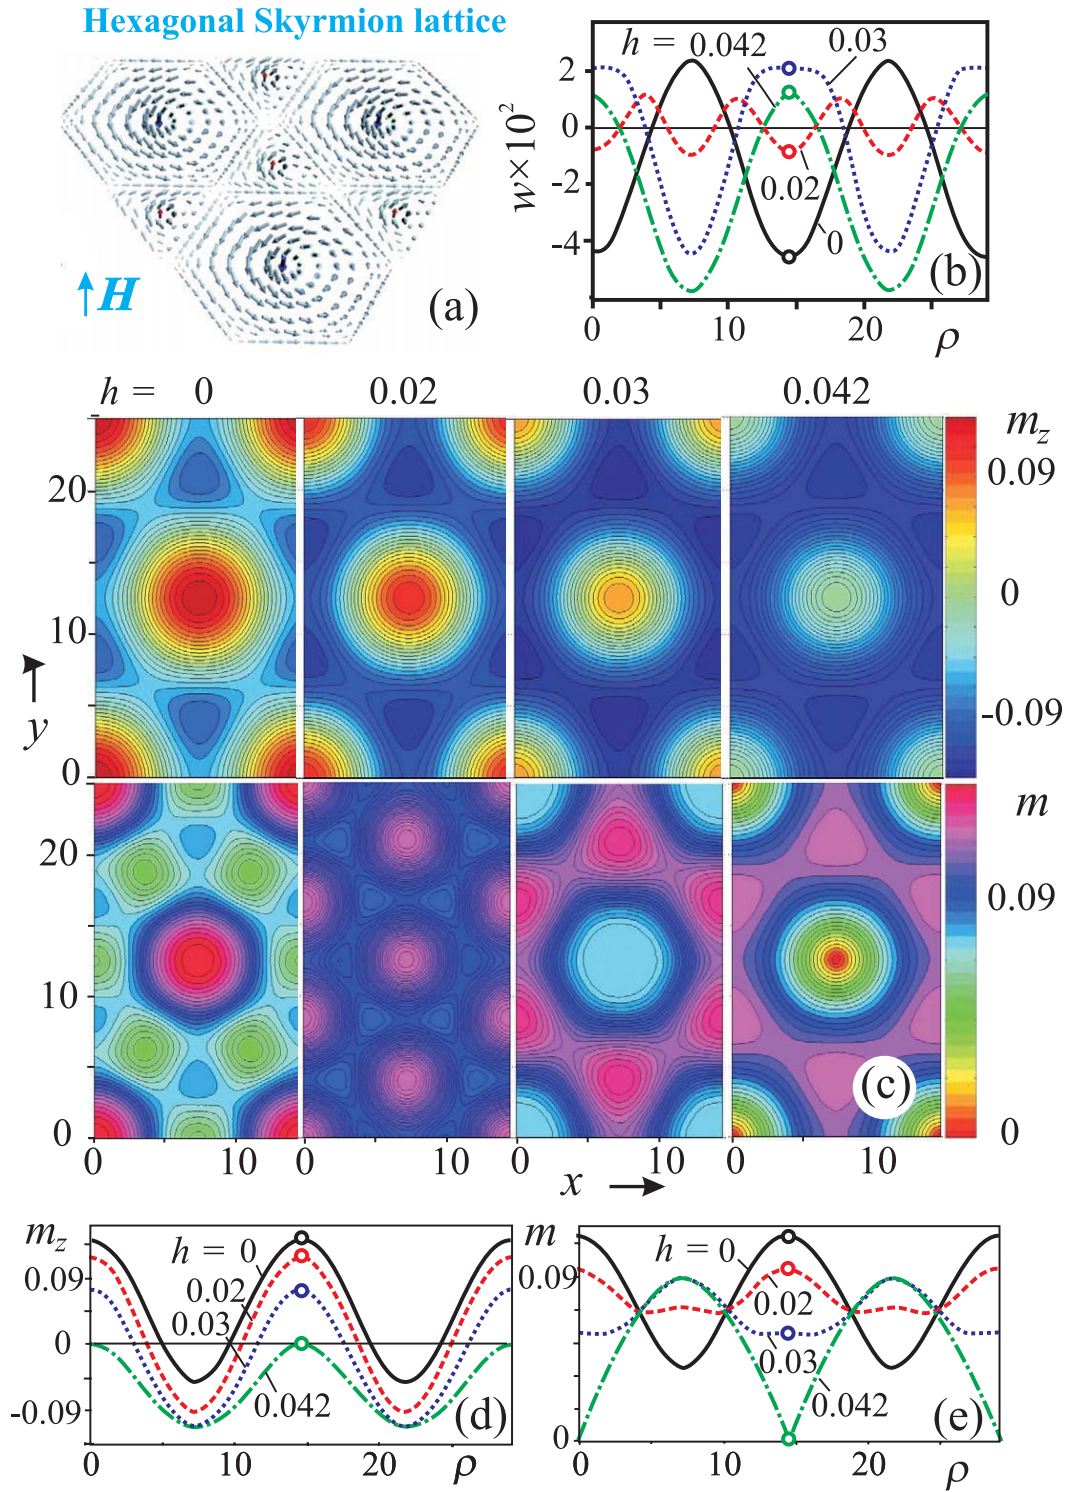 Hexagonal Skyrmion lattice
H
(a)
h = 0.042 0.03
2
0
-2
-4
w×10²
0.02
0
(b)
0 10 20 ρ
h = 0 0.02 0.03 0.042
m_z
0.09
0
-0.09
20
10
0
y
m
0.09
0
20
10
0
(c)
0 10 0 10 0 10 0 10
x
m_z
0.09
0
-0.09
h = 0
0.02
0.03
0.042
(d)
0 10 20 ρ
m
0.09
0
h = 0
0.02
0.03
0.042
(e)
0 10 20 ρ